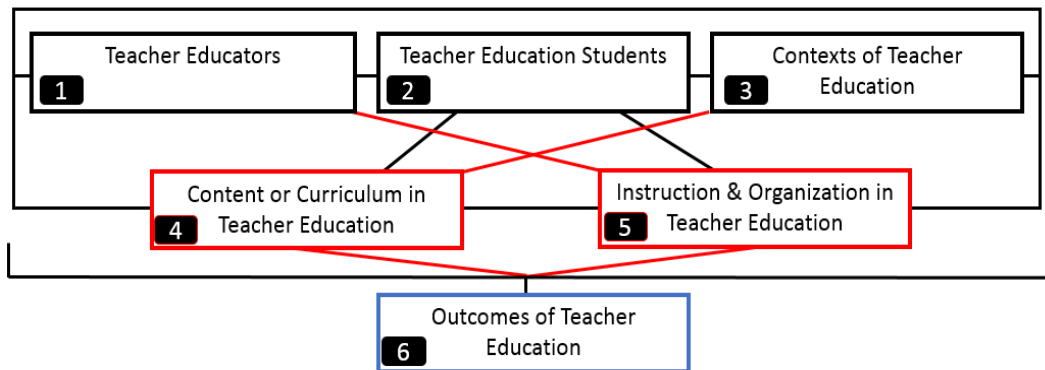 Teacher Educators
1
Teacher Education Students
2
Contexts of Teacher
Education
3
Content or Curriculum in
Teacher Education
4
Instruction & Organization in
Teacher Education
5
Outcomes of Teacher
Education
6